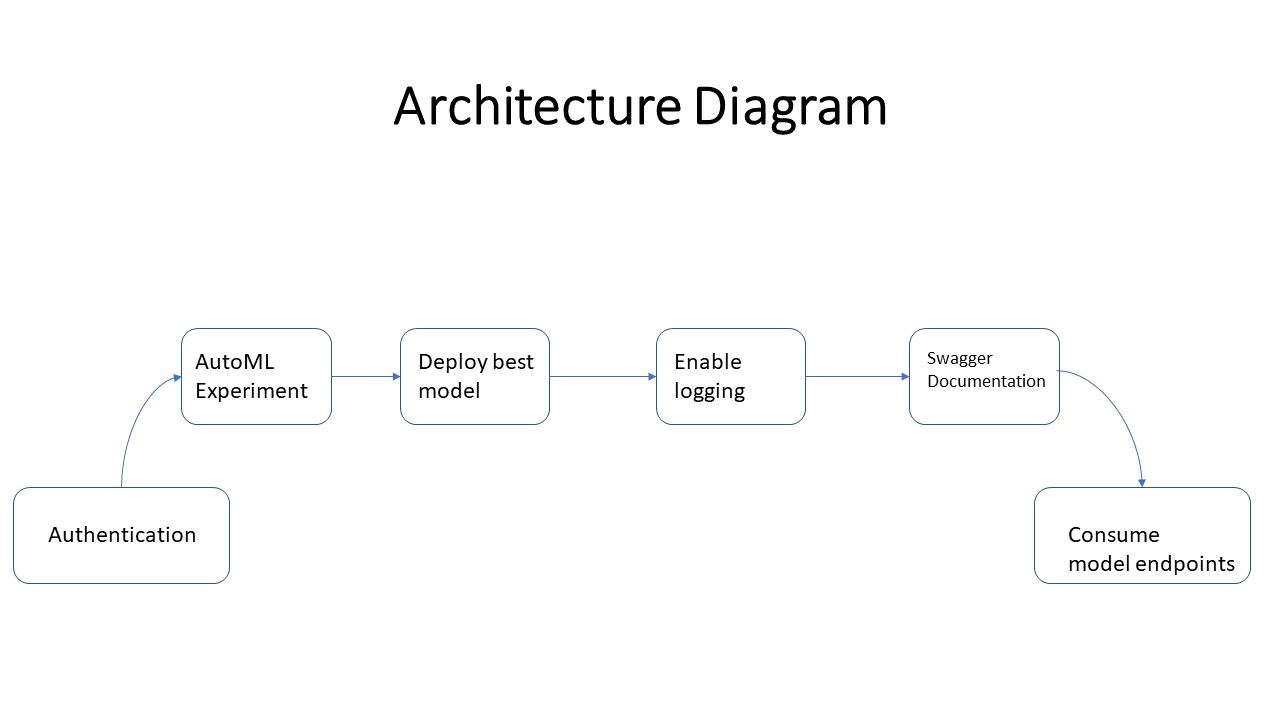 Architecture Diagram
AutoML
Experiment
Deploy best
model
Enable
logging
Swagger
Documentation
Authentication
Consume
model endpoints